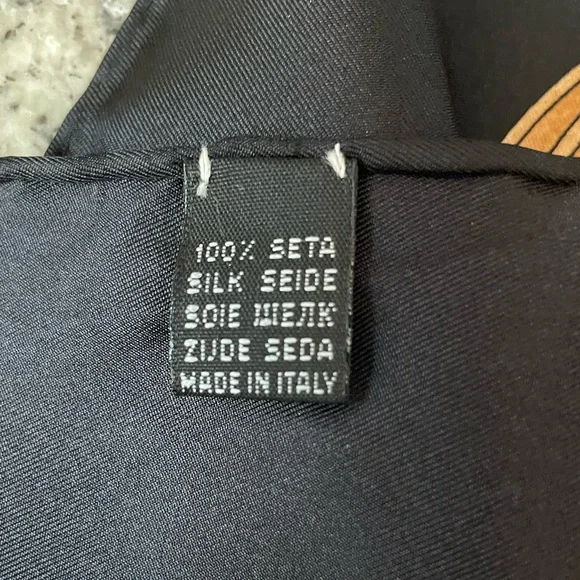 100% SETA
SILK SEIDE
SOIE ШЕЛК
ZIJDE SEDA
MADE IN ITALY